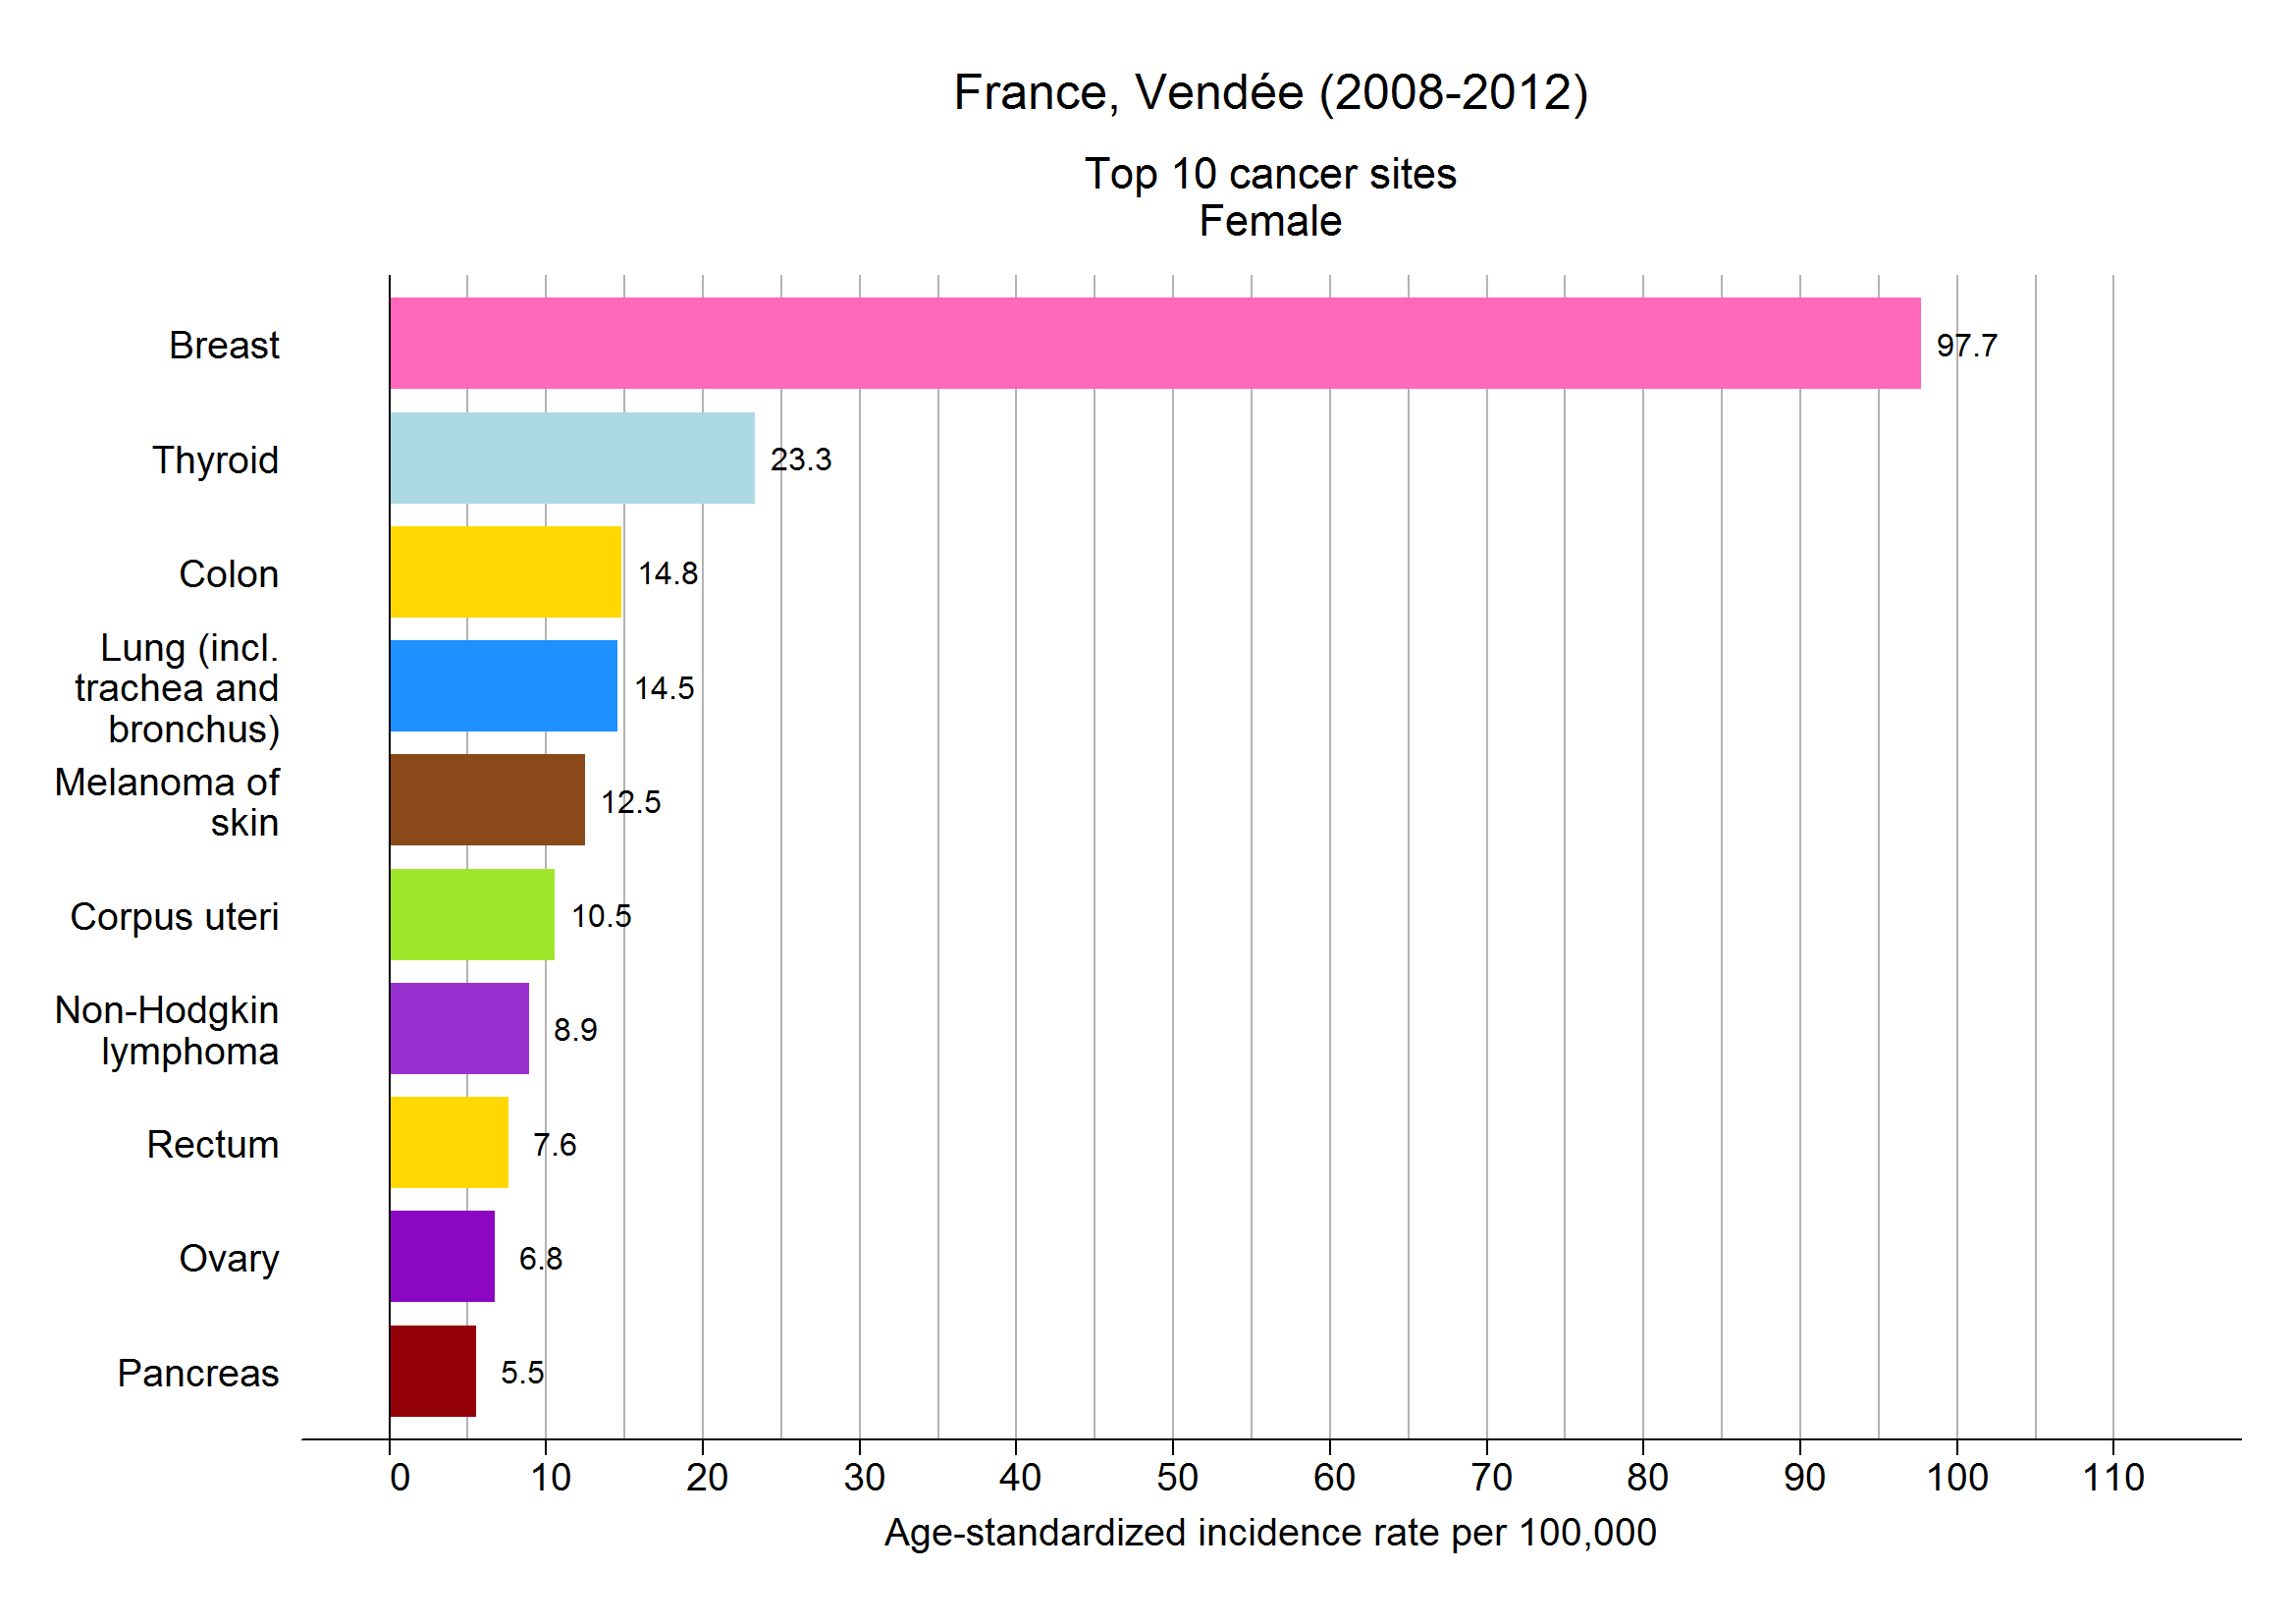 France, Vendée (2008-2012)
Top 10 cancer sites
Female
Breast
97.7
Thyroid
23.3
Colon
14.8
Lung (incl.
trachea and
bronchus)
14.5
Melanoma of
skin
12.5
Corpus uteri
10.5
Non-Hodgkin
lymphoma
8.9
Rectum
7.6
Ovary
6.8
Pancreas
5.5
0 10 20 30 40 50 60 70 80 90 100 110
Age-standardized incidence rate per 100,000